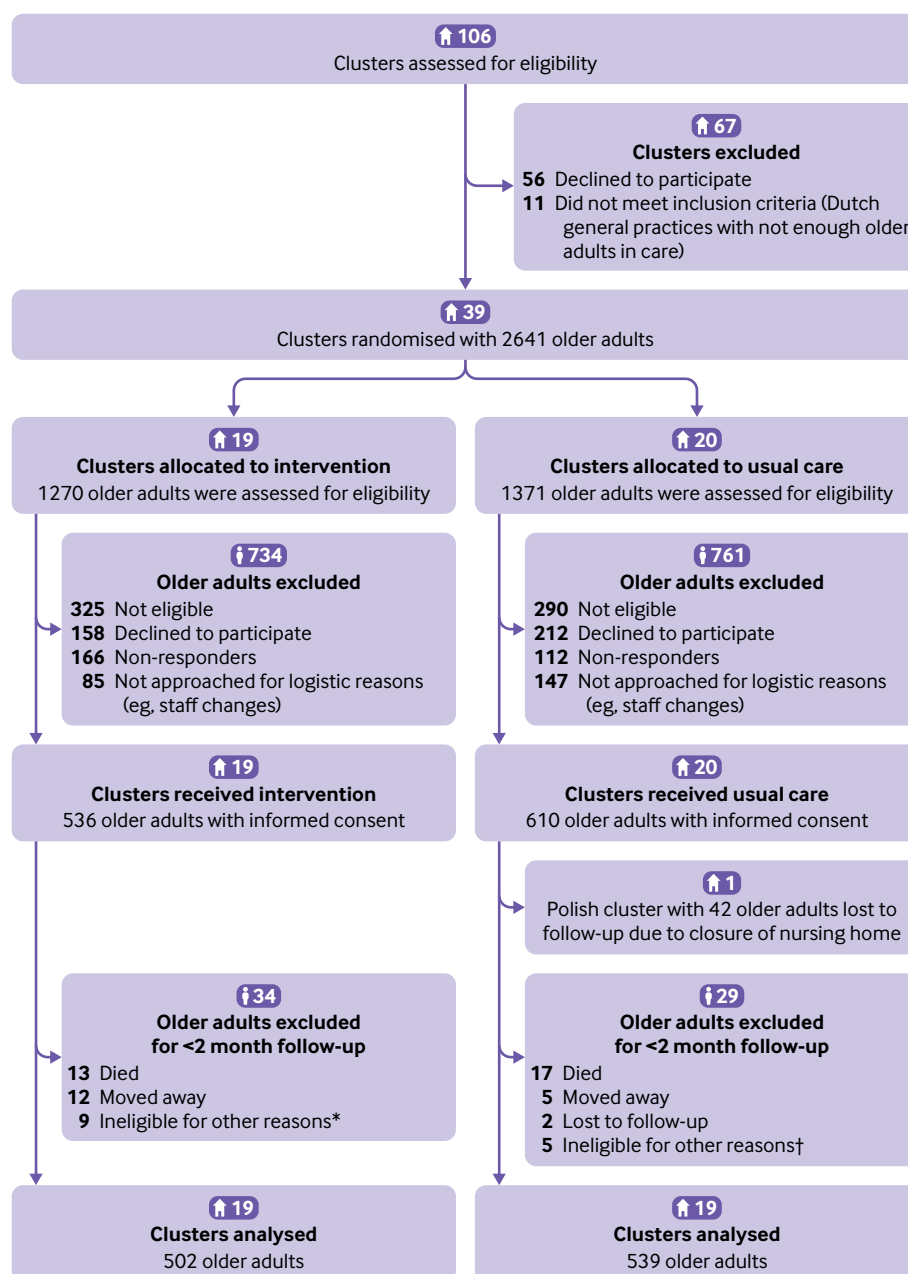 106
Clusters assessed for eligibility
67
Clusters excluded
56 Declined to participate
11 Did not meet inclusion criteria (Dutch
general practices with not enough older
adults in care)
39
Clusters randomised with 2641 older adults
19
Clusters allocated to intervention
1270 older adults were assessed for eligibility
20
Clusters allocated to usual care
1371 older adults were assessed for eligibility
734
Older adults excluded
325 Not eligible
158 Declined to participate
166 Non-responders
85 Not approached for logistic reasons
(eg, staff changes)
761
Older adults excluded
290 Not eligible
212 Declined to participate
112 Non-responders
147 Not approached for logistic reasons
(eg, staff changes)
19
Clusters received intervention
536 older adults with informed consent
20
Clusters received usual care
610 older adults with informed consent
1
Polish cluster with 42 older adults lost to
follow-up due to closure of nursing home
34
Older adults excluded
for <2 month follow-up
13 Died
12 Moved away
9 Ineligible for other reasons*
29
Older adults excluded
for <2 month follow-up
17 Died
5 Moved away
2 Lost to follow-up
5 Ineligible for other reasons†
19
Clusters analysed
502 older adults
19
Clusters analysed
539 older adults